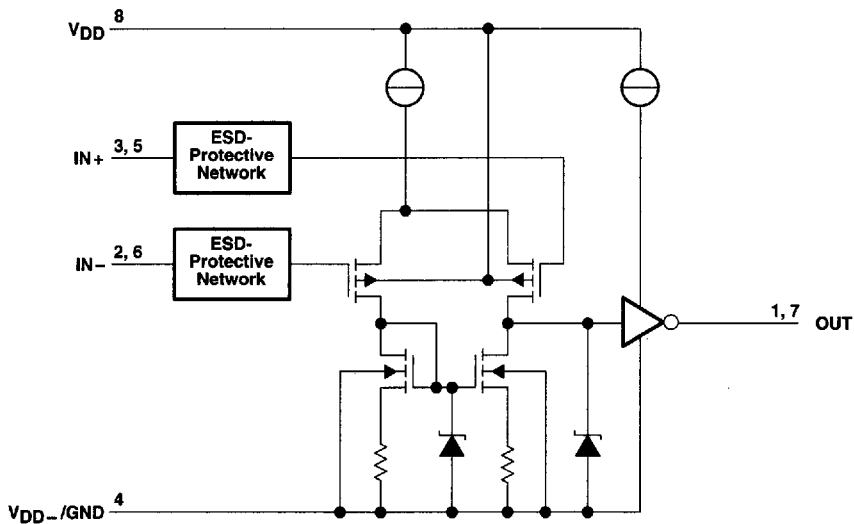 8
VDD
3, 5
IN+
ESD-
Protective
Network
2, 6
IN−
ESD-
Protective
Network
1, 7
OUT
4
VDD−/GND